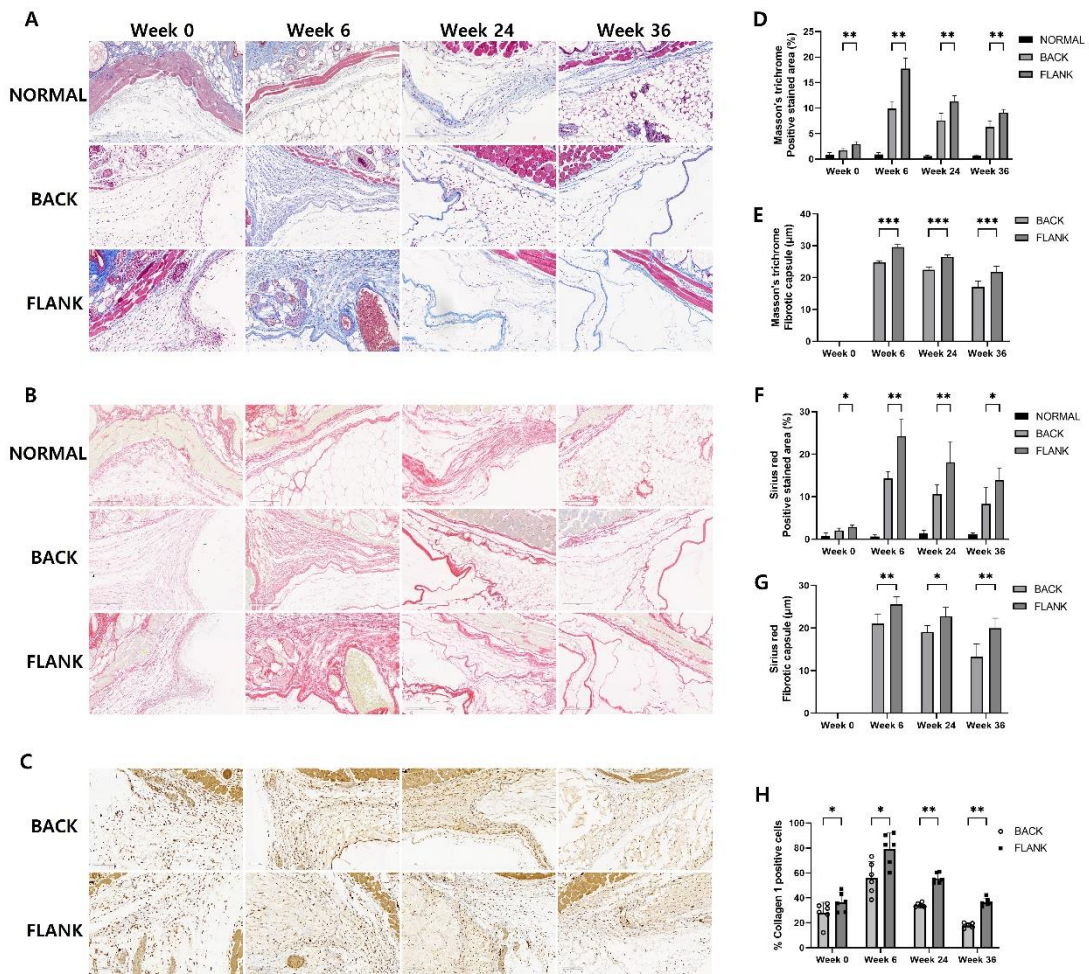 A
Week 0 Week 6 Week 24 Week 36
NORMAL
BACK
FLANK
B
NORMAL
BACK
FLANK
C
BACK
FLANK
D
Masson's trichrome
Positive stained area (%)
25
20
15
10
5
0
** ** ** **
Week 0 Week 6 Week 24 Week 36
NORMAL
BACK
FLANK
E
Masson's trichrome
Fibrotic capsule (μm)
40
30
20
10
0
*** *** ***
Week 0 Week 6 Week 24 Week 36
BACK
FLANK
F
Sirius red
Positive stained area (%)
30
20
10
0
* ** ** *
Week 0 Week 6 Week 24 Week 36
NORMAL
BACK
FLANK
G
Sirius red
Fibrotic capsule (μm)
30
20
10
0
** * **
Week 0 Week 6 Week 24 Week 36
BACK
FLANK
H
% Collagen 1 positive cells
100
80
60
40
20
0
* * ** **
Week 0 Week 6 Week 24 Week 36
BACK
FLANK